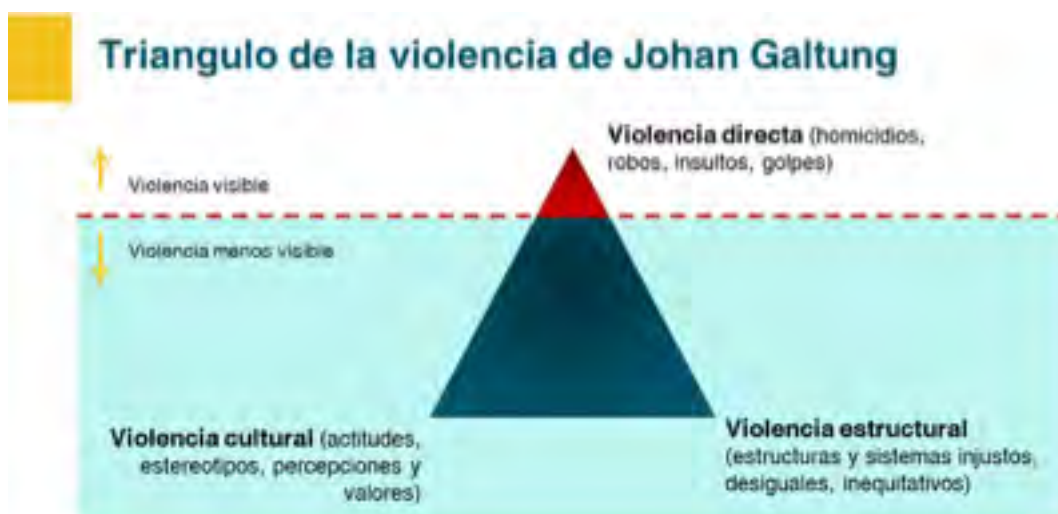 Triangulo de la violencia de Johan Galtung
Violencia directa (homicidios,
robos, insultos, golpes)
Violencia visible
Violencia menos visible
Violencia cultural (actitudes,
estereotipos, percepciones y
valores)
Violencia estructural
(estructuras y sistemas injustos,
desiguales, inequitativos)